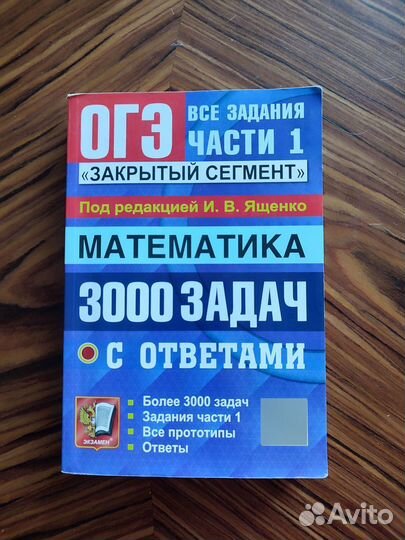 ОГЭ
ВСЕ ЗАДАНИЯ
ЧАСТИ 1
«ЗАКРЫТЫЙ СЕГМЕНТ»
Под редакцией И. В. Ященко
МАТЕМАТИКА
3000 ЗАДАЧ
С ОТВЕТАМИ
Более 3000 задач
Задания части 1
Все прототипы
Ответы
ЭКЗАМЕН
Avito